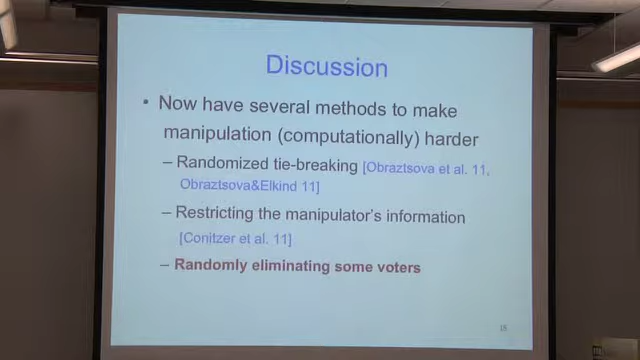 Discussion
• Now have several methods to make
manipulation (computationally) harder
– Randomized tie-breaking [Obraztsova et al. 11,
Obraztsova&Elkind 11]
– Restricting the manipulator's information
[Conitzer et al. 11]
– Randomly eliminating some voters